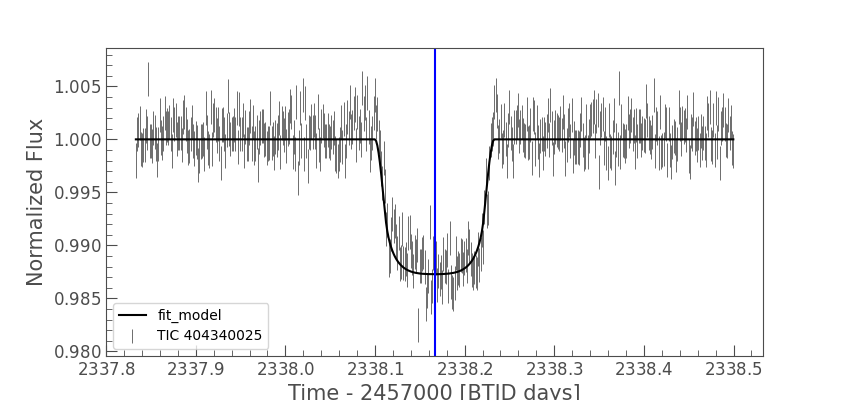 Normalized Flux
1.005
1.000
0.995
0.990
0.985
0.980
fit_model
TIC 404340025
2337.8 2337.9 2338.0 2338.1 2338.2 2338.3 2338.4 2338.5
Time - 2457000 [BTJD days]